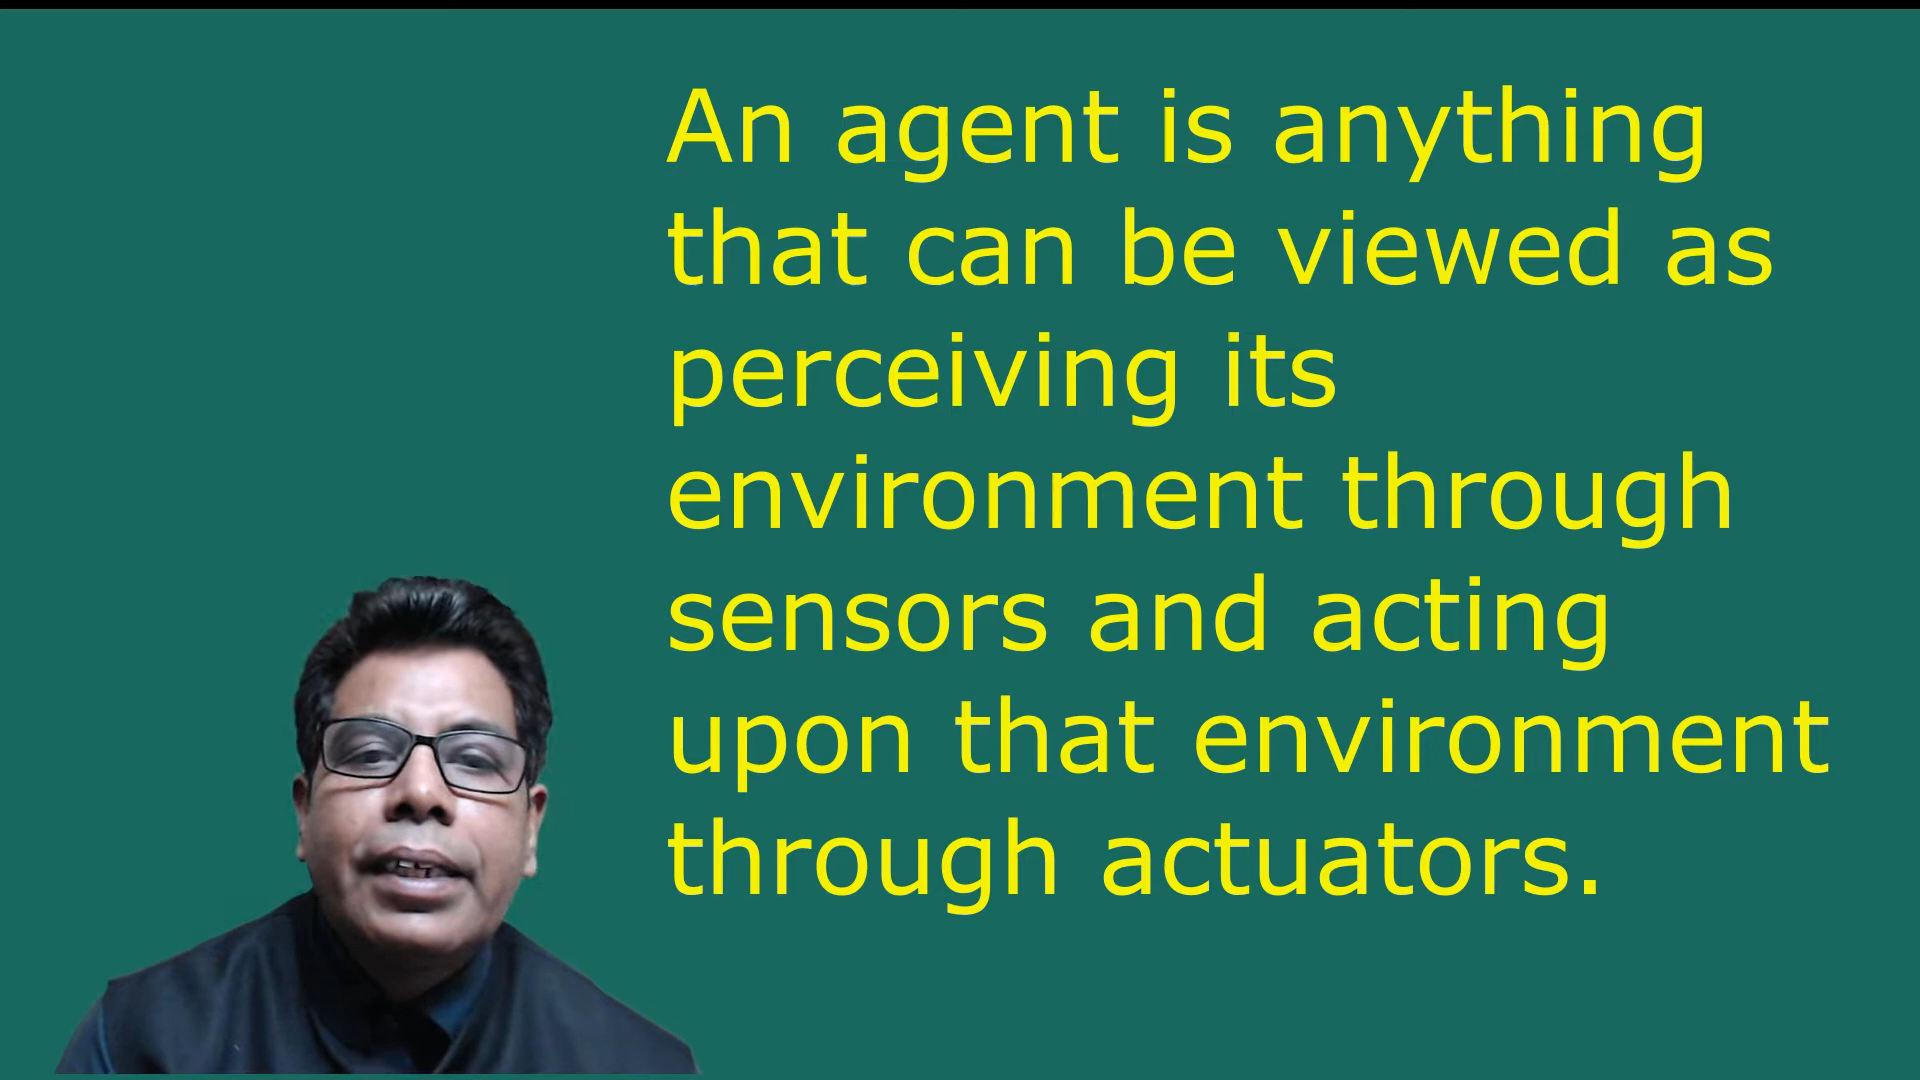 An agent is anything
that can be viewed as
perceiving its
environment through
sensors and acting
upon that environment
through actuators.